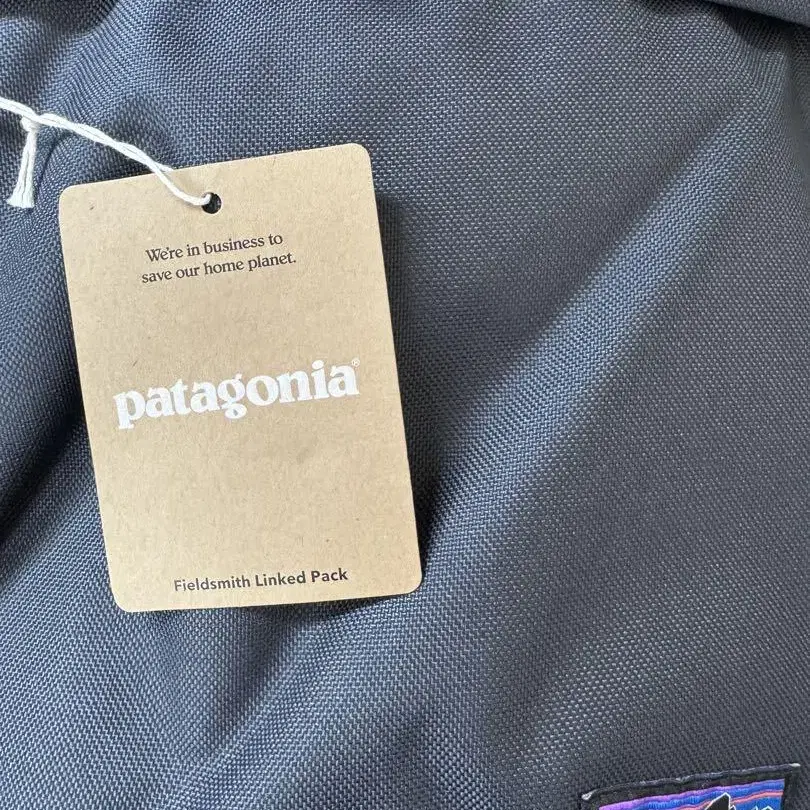 We're in business to
save our home planet.
patagonia®
Fieldsmith Linked Pack